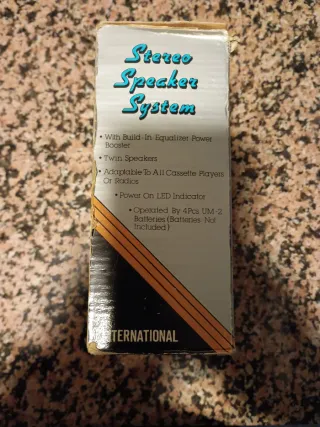 Stereo
Speaker
System
• With Build-In Equalizer Power
Booster
• Twin Speakers
• Adaptable To All Cassette Players
Or Radios
• Power On LED Indicator
• Operated By 4Pcs UM-2
Batteries (Batteries Not
Included)
INTERNATIONAL